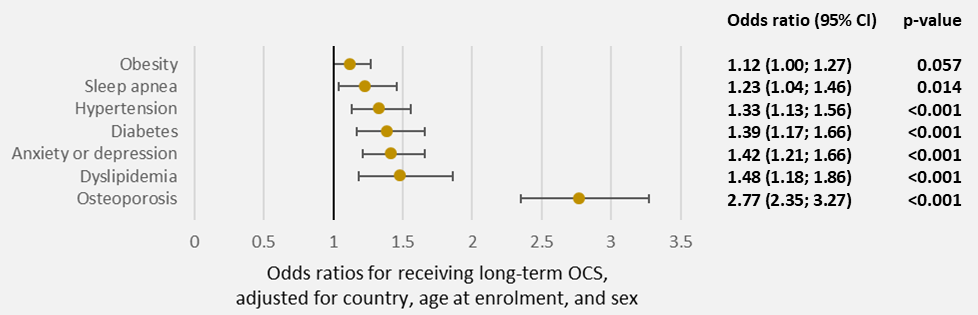 Odds ratio (95% CI) p-value
Obesity 1.12 (1.00; 1.27) 0.057
Sleep apnea 1.23 (1.04; 1.46) 0.014
Hypertension 1.33 (1.13; 1.56) <0.001
Diabetes 1.39 (1.17; 1.66) <0.001
Anxiety or depression 1.42 (1.21; 1.66) <0.001
Dyslipidemia 1.48 (1.18; 1.86) <0.001
Osteoporosis 2.77 (2.35; 3.27) <0.001
0 0.5 1 1.5 2 2.5 3 3.5
Odds ratios for receiving long-term OCS,
adjusted for country, age at enrolment, and sex